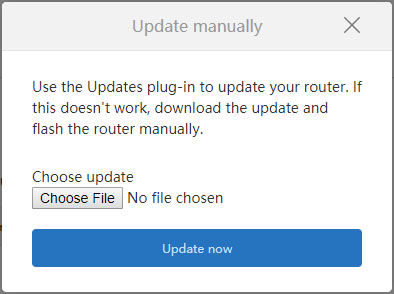 Update manually
Use the Updates plug-in to update your router. If
this doesn't work, download the update and
flash the router manually.
Choose update
Choose File No file chosen
Update now